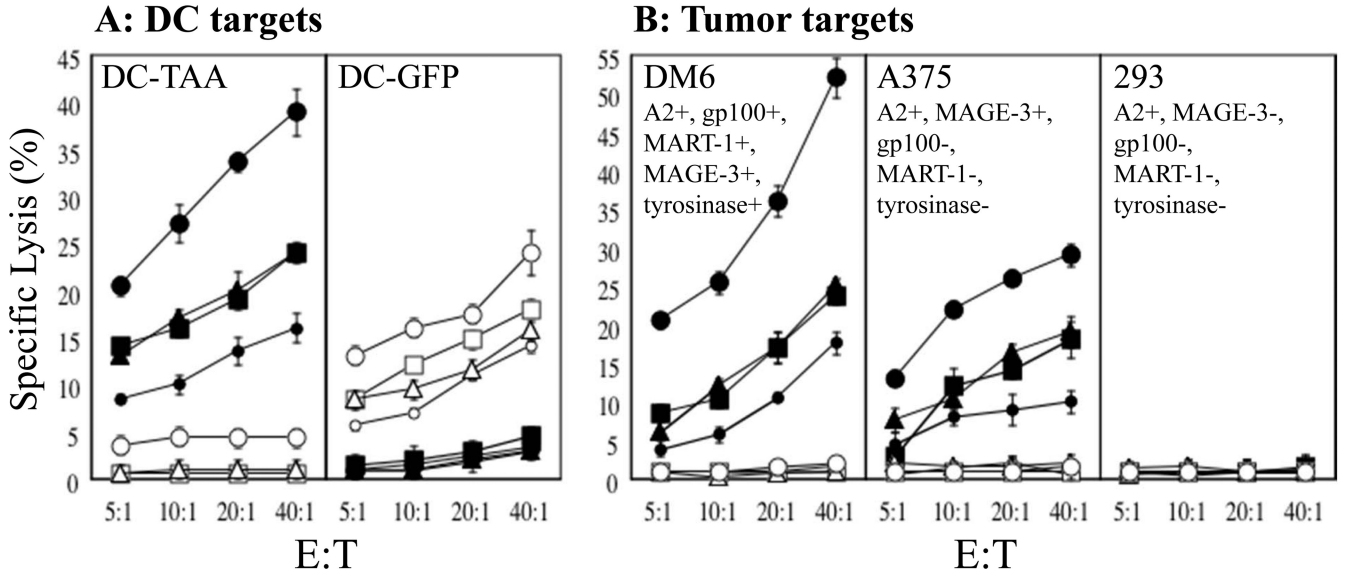 A: DC targets
B: Tumor targets
Specific Lysis (%)
45
40
35
30
25
20
15
10
5
0
DC-TAA
DC-GFP
5:1 10:1 20:1 40:1
5:1 10:1 20:1 40:1
E:T
55
50
45
40
35
30
25
20
15
10
5
0
DM6
A2+, gp100+,
MART-1+,
MAGE-3+,
tyrosinase+
A375
A2+, MAGE-3+,
gp100-,
MART-1-,
tyrosinase-
293
A2+, MAGE-3-,
gp100-,
MART-1-,
tyrosinase-
5:1 10:1 20:1 40:1
5:1 10:1 20:1 40:1
5:1 10:1 20:1 40:1
E:T